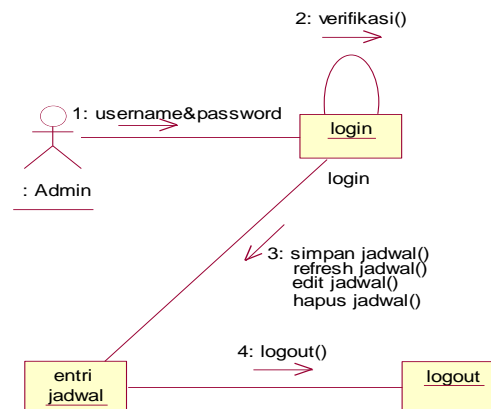 2: verifikasi()
1: username&password
login
: Admin
login
3: simpan jadwal()
refresh jadwal()
edit jadwal()
hapus jadwal()
4: logout()
entri
jadwal
logout